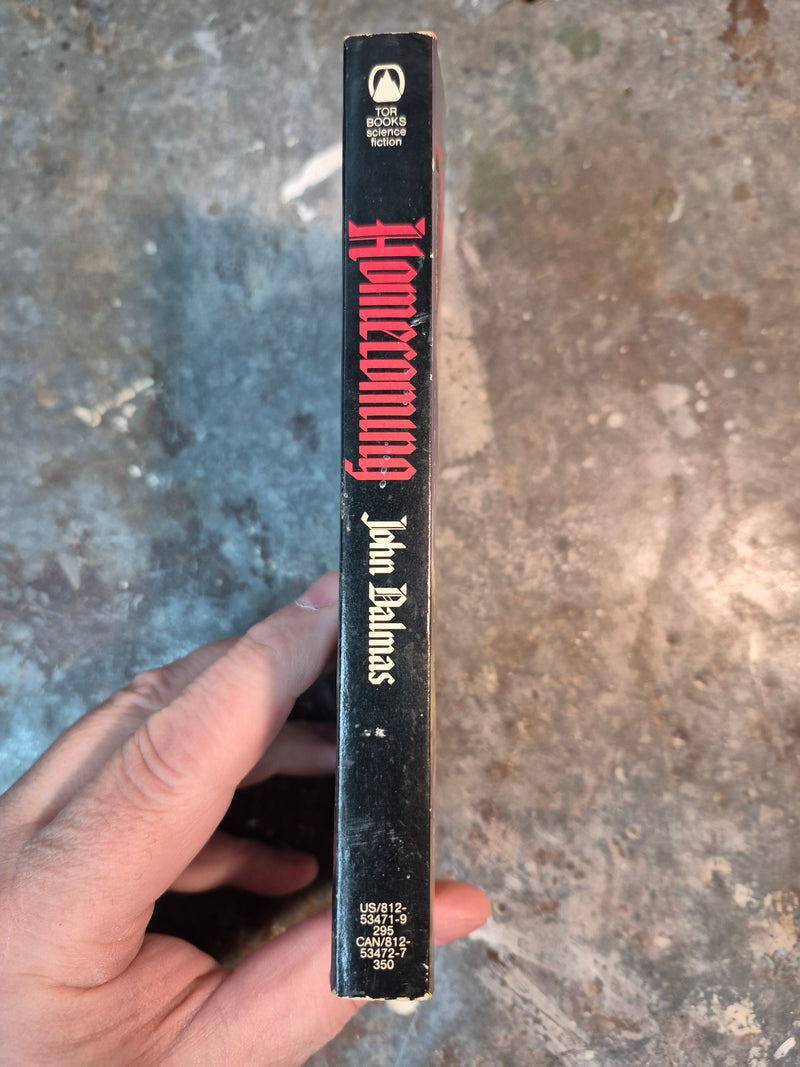 TOR
BOOKS
science
fiction
Homecoming
John Dalmas
US/812-
53471-9
295
CAN/812-
53472-7
350